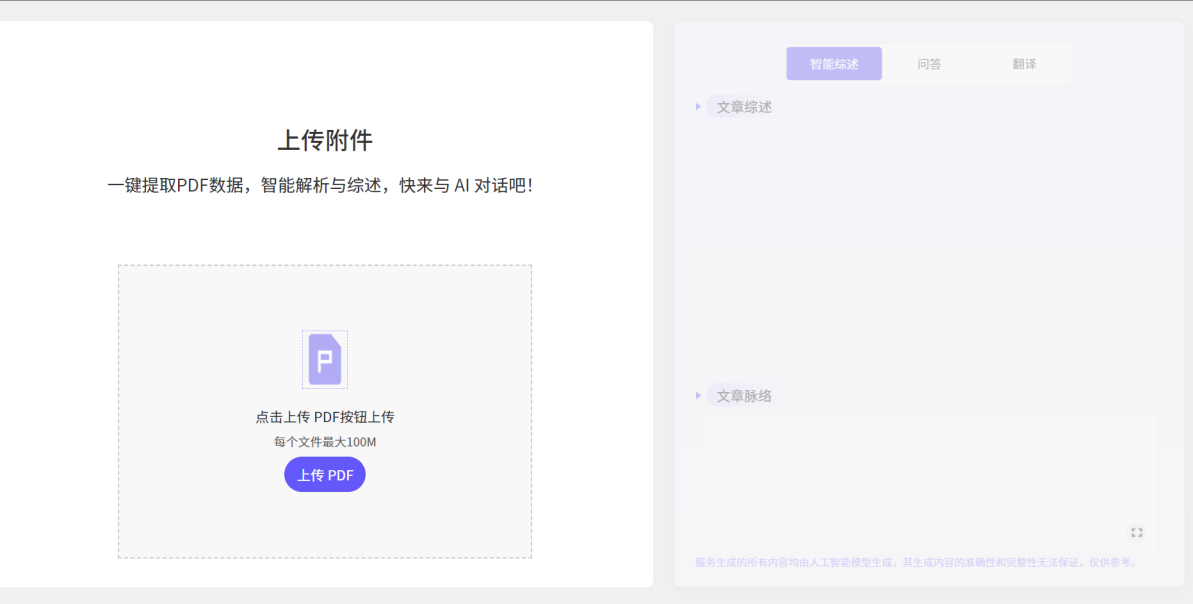 上传附件
一键提取PDF数据，智能解析与综述，快来与 AI 对话吧！
P
点击上传 PDF按钮上传
每个文件最大100M
上传 PDF
智能综述 问答 翻译
文章综述
文章脉络
服务生成的所有内容均由人工智能模型生成，其生成内容的准确性和完整性无法保证，仅供参考。